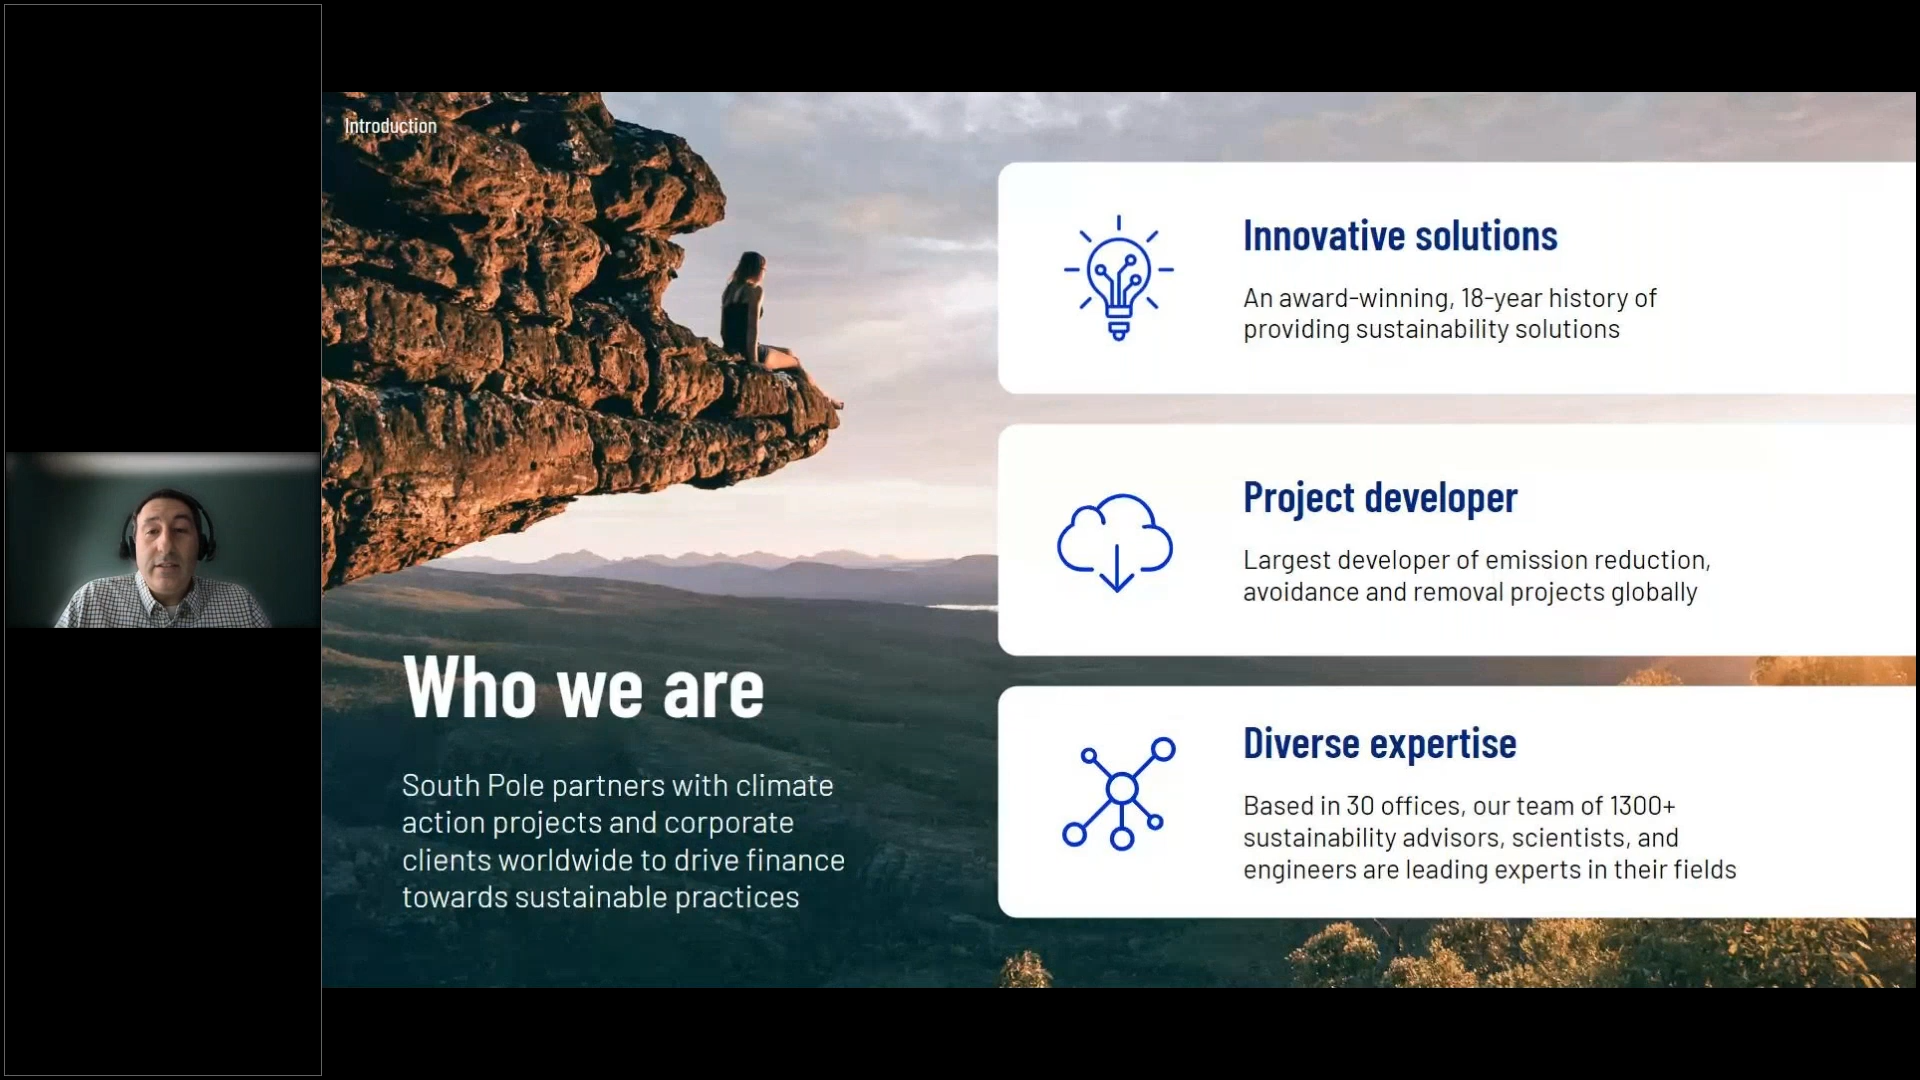 Introduction
Who we are
South Pole partners with climate
action projects and corporate
clients worldwide to drive finance
towards sustainable practices
Innovative solutions
An award-winning, 18-year history of
providing sustainability solutions
Project developer
Largest developer of emission reduction,
avoidance and removal projects globally
Diverse expertise
Based in 30 offices, our team of 1300+
sustainability advisors, scientists, and
engineers are leading experts in their fields